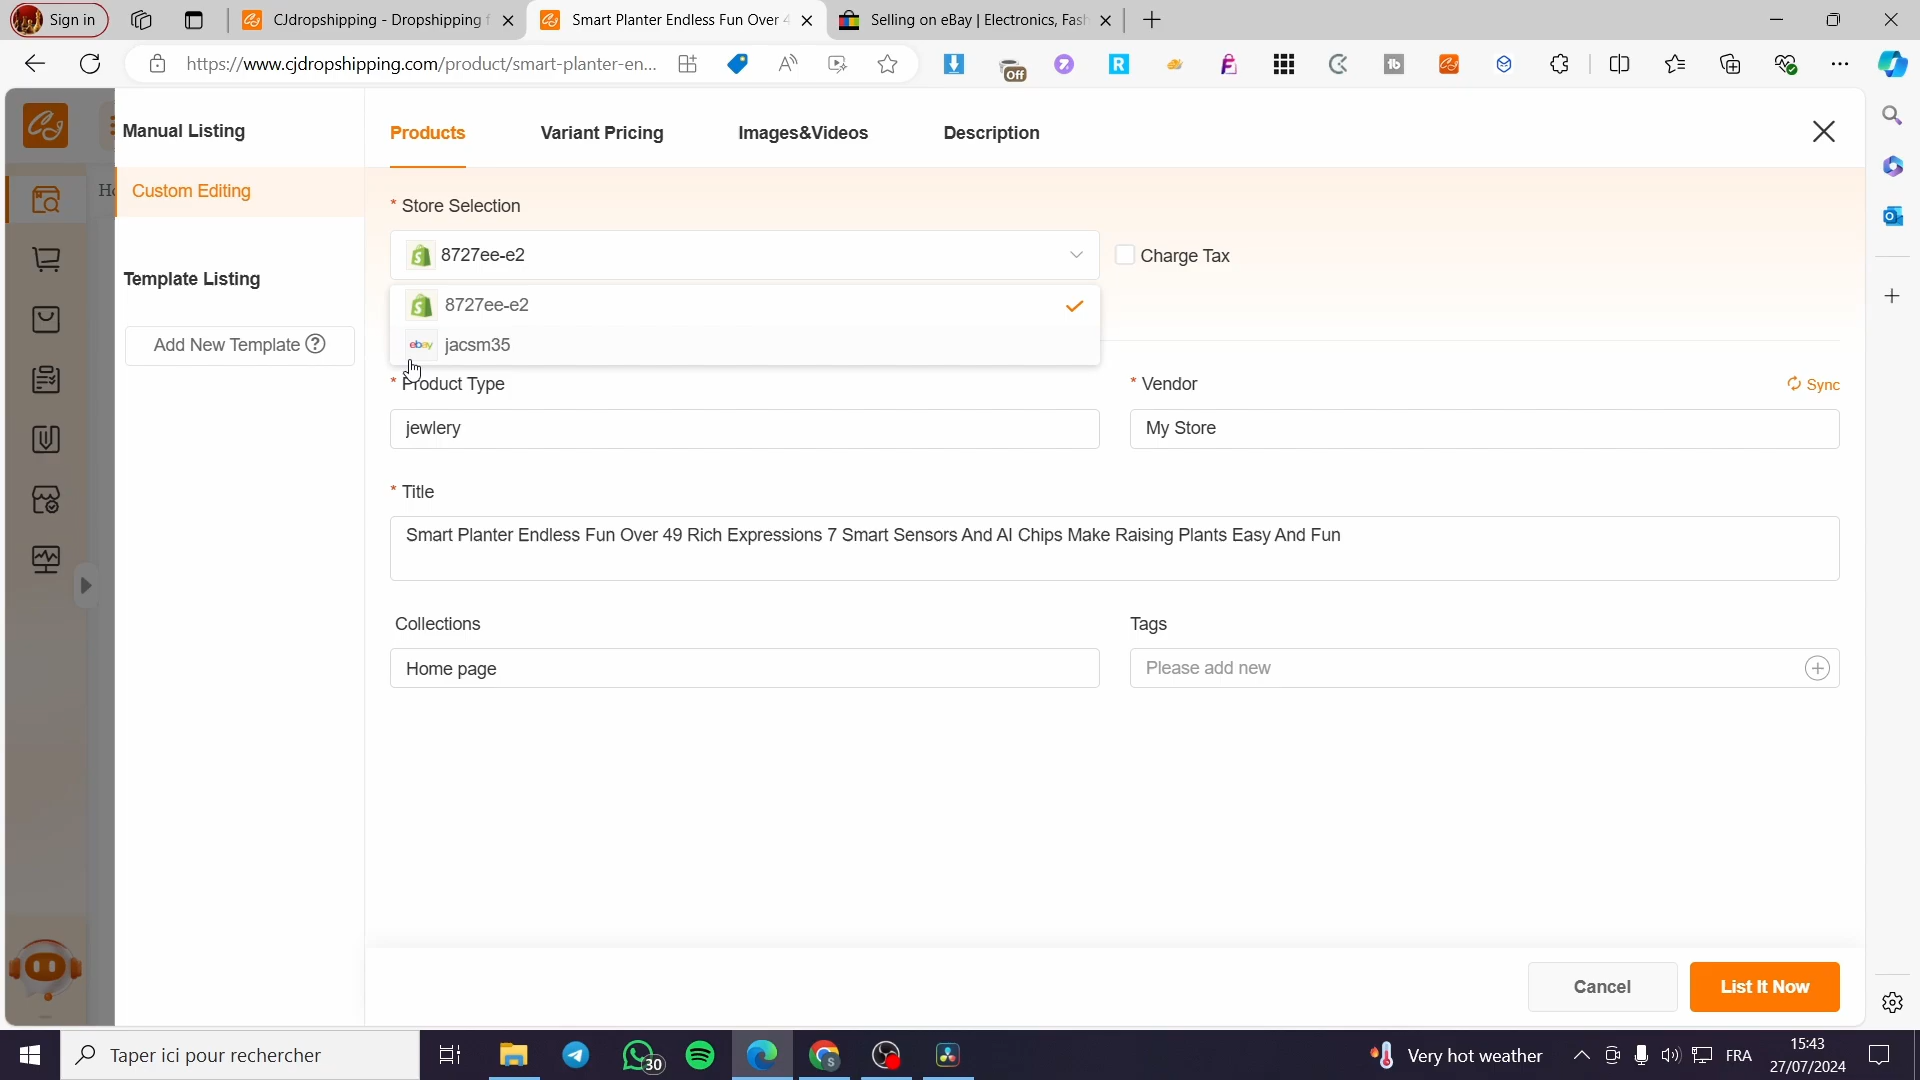 Sign in
CJdropshipping - Dropshipping f
Smart Planter Endless Fun Over 4
Selling on eBay | Electronics, Fash
https://www.cjdropshipping.com/product/smart-planter-en...
Off
Manual Listing
Custom Editing
Template Listing
Add New Template ?
Products
Variant Pricing
Images&Videos
Description
* Store Selection
8727ee-e2
Charge Tax
8727ee-e2
ebay jacsm35
* Product Type
* Vendor
Sync
jewlery
My Store
* Title
Smart Planter Endless Fun Over 49 Rich Expressions 7 Smart Sensors And AI Chips Make Raising Plants Easy And Fun
Collections
Tags
Home page
Please add new
Cancel
List It Now
Taper ici pour rechercher
30
Very hot weather
FRA
15:43
27/07/2024